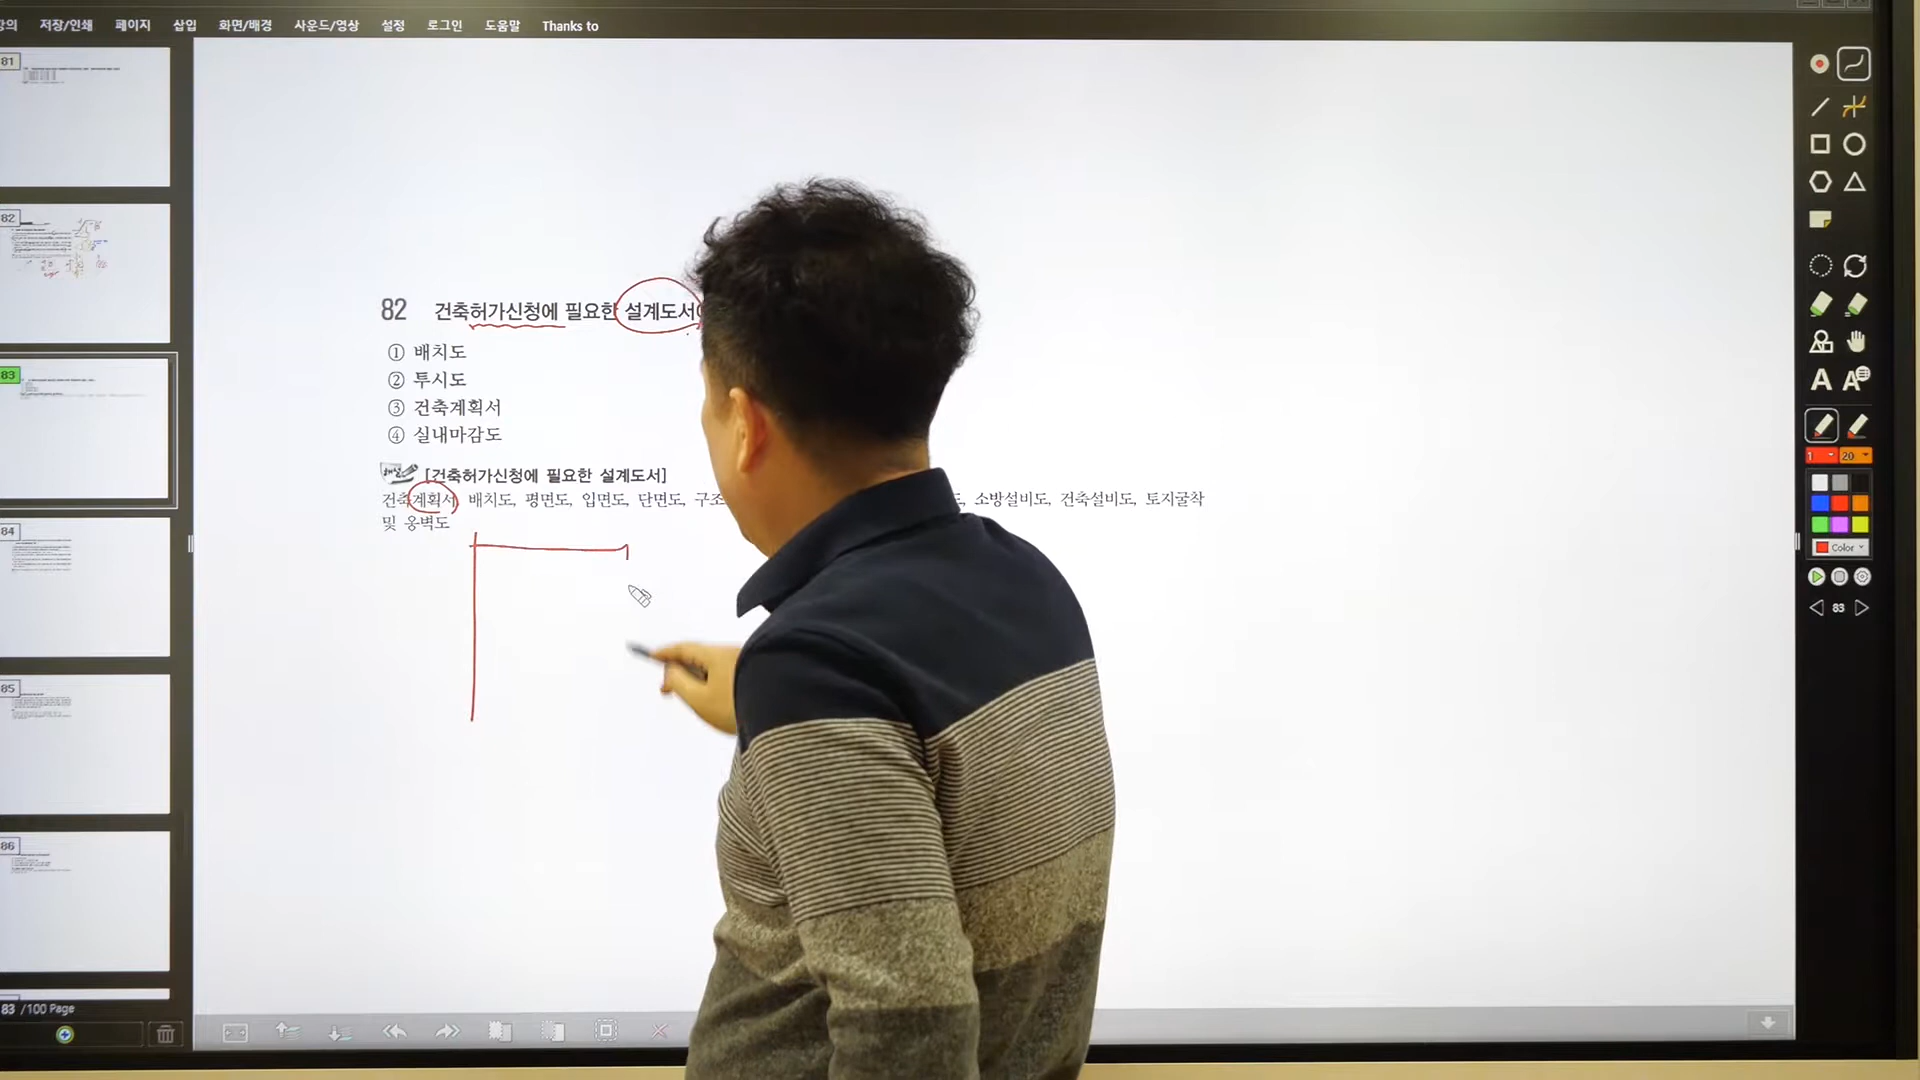 저장/인쇄 페이지 삽입 화면/배경 사운드/영상 설정 로그인 도움말 Thanks to
81
82
83
84
85
86
83 /100 Page
82 건축허가신청에 필요한 설계도서
① 배치도
② 투시도
③ 건축계획서
④ 실내마감도
해설 [건축허가신청에 필요한 설계도서]
건축계획서, 배치도, 평면도, 입면도, 단면도, 구조 소방설비도, 건축설비도, 토지굴착
및 옹벽도
A A
1 20
Color
83